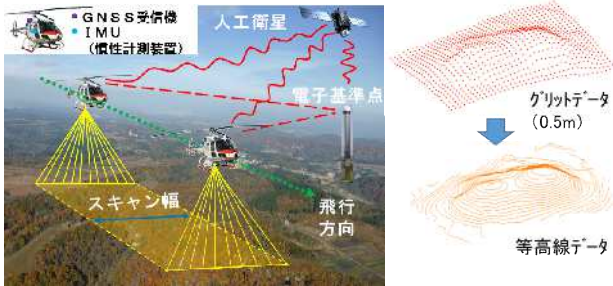 GNSS受信機
IMU
(慣性計測装置)
人工衛星
電子基準点
スキャン幅
飛行
方向
グリットデータ
(0.5m)
等高線データ